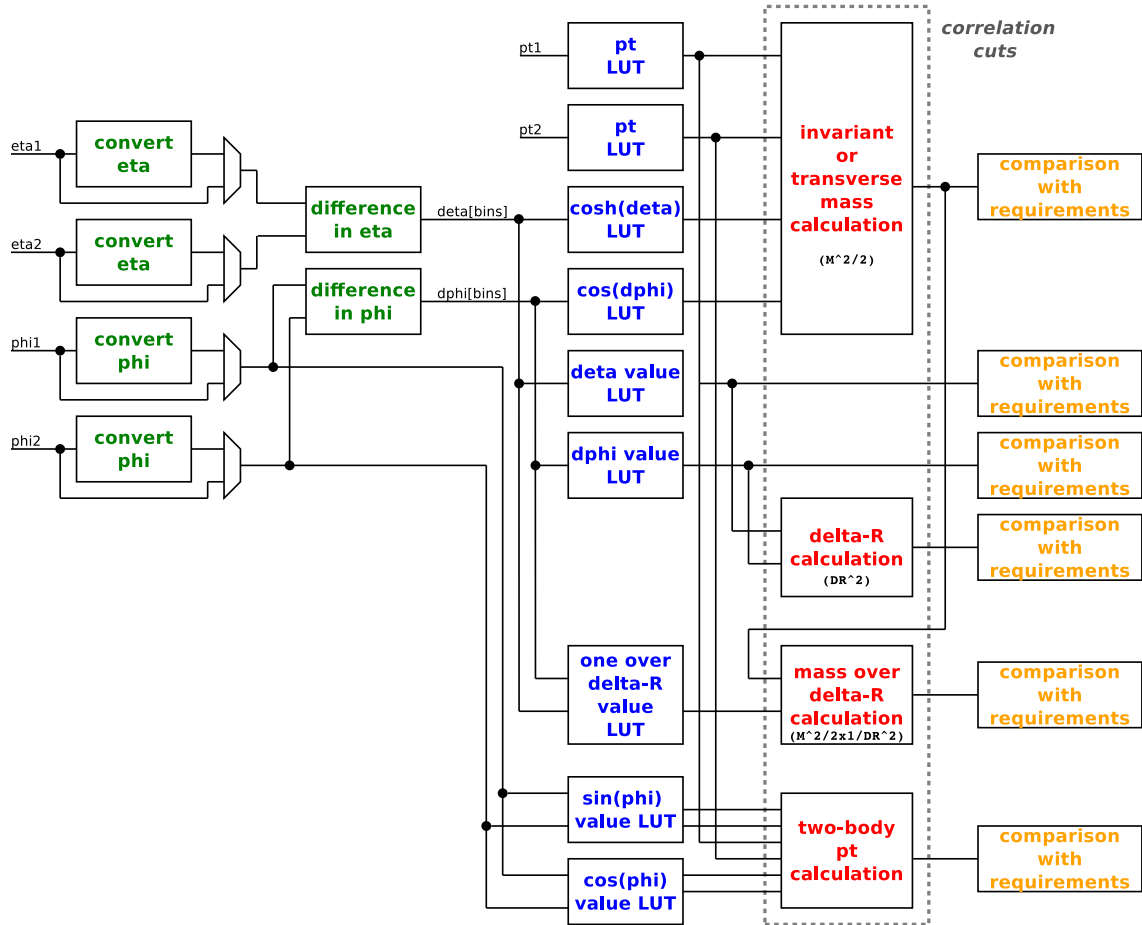 correlation
cuts
pt1
pt
LUT
pt2
pt
LUT
eta1
convert
eta
eta2
convert
eta
phi1
convert
phi
phi2
convert
phi
difference
in eta
difference
in phi
deta[bins]
dphi[bins]
cosh(deta)
LUT
cos(dphi)
LUT
deta value
LUT
dphi value
LUT
one over
delta-R
value
LUT
sin(phi)
value LUT
cos(phi)
value LUT
invariant
or
transverse
mass
calculation
(M^2/2)
delta-R
calculation
(DR^2)
mass over
delta-R
calculation
(M^2/2x1/DR^2)
two-body
pt
calculation
comparison
with
requirements
comparison
with
requirements
comparison
with
requirements
comparison
with
requirements
comparison
with
requirements
comparison
with
requirements